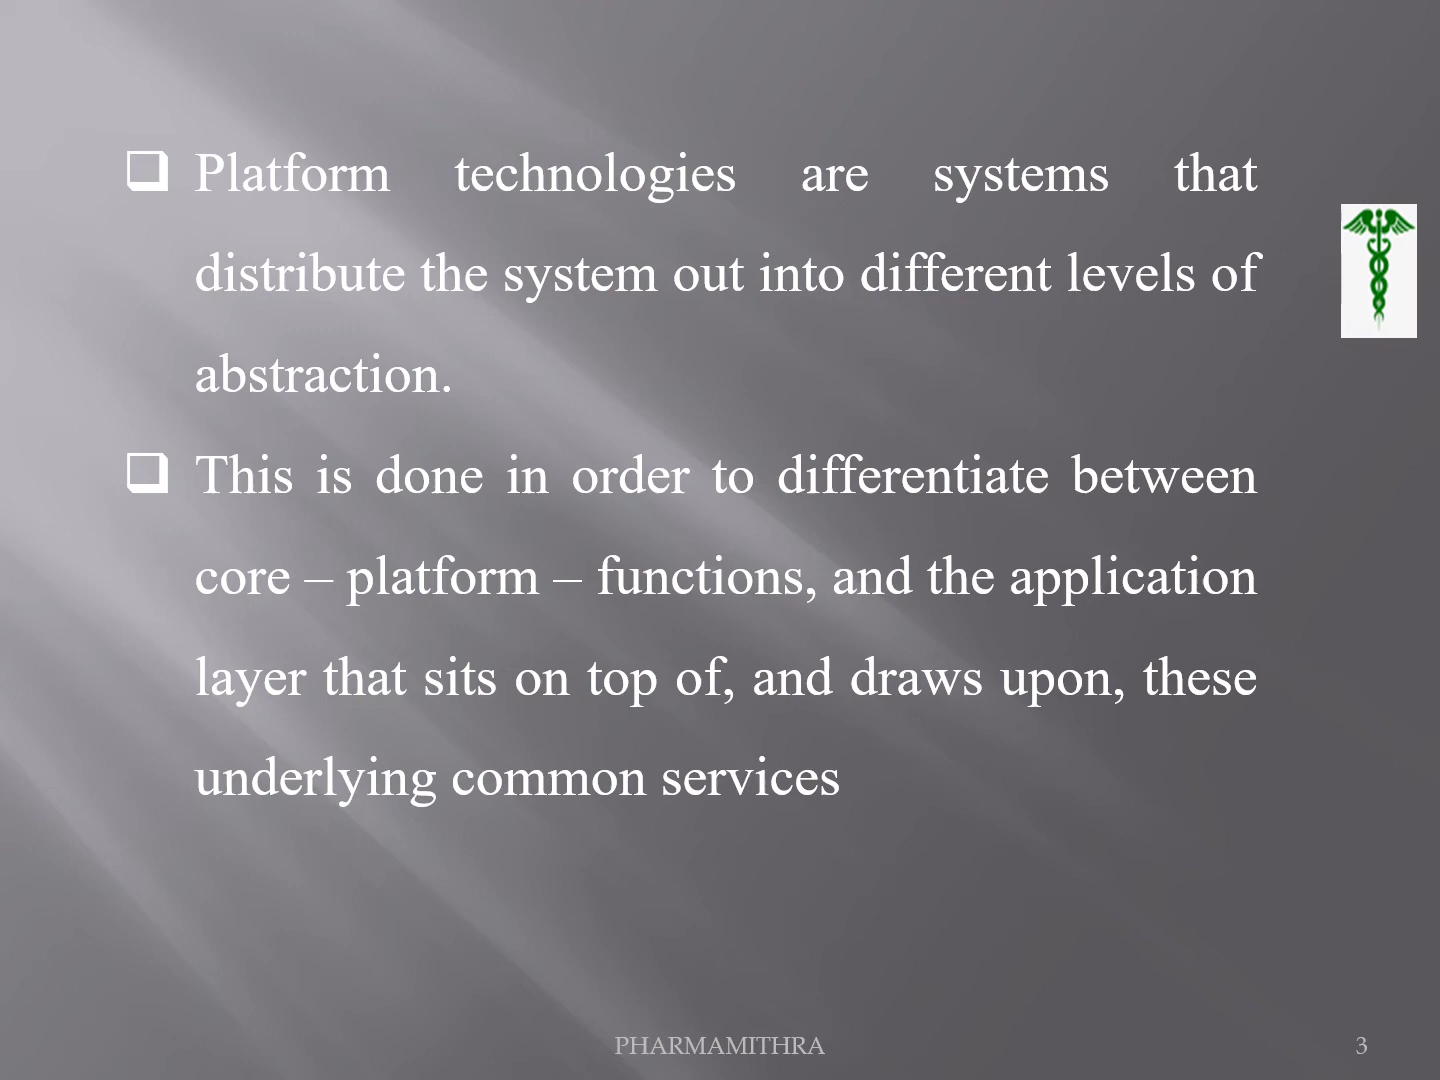 ❑ Platform technologies are systems that
distribute the system out into different levels of
abstraction.
❑ This is done in order to differentiate between
core – platform – functions, and the application
layer that sits on top of, and draws upon, these
underlying common services
PHARMAMITHRA
3